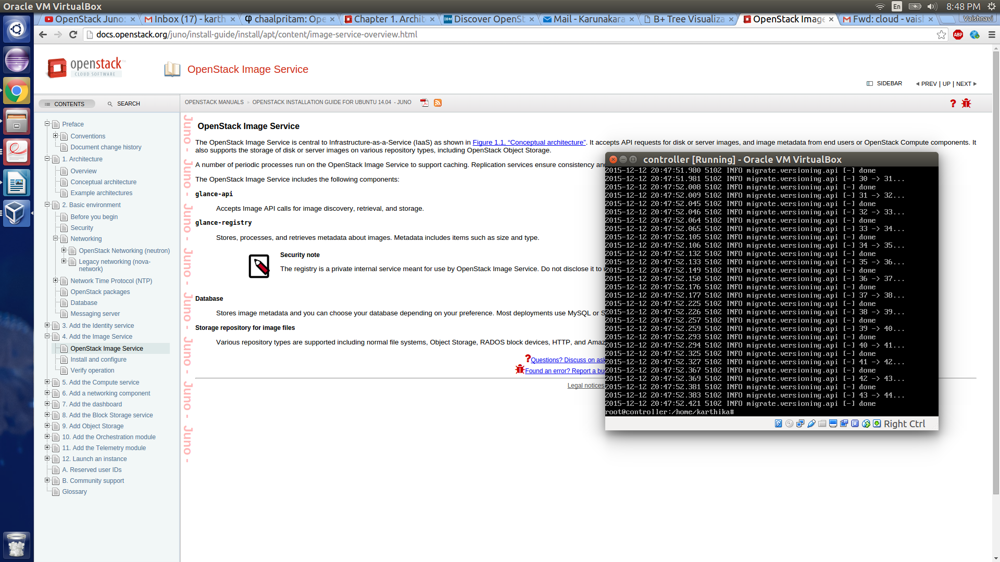 Oracle VM VirtualBox
En
8:48 PM
OpenStack Juno:
Inbox (17) - karth
chaalpritam: Ope
Chapter 1. Archit
Discover OpenSt
Mail - Karunakara
B+ Tree Visualiza
OpenStack Imag
Fwd: cloud - vais
Vaishnavi
docs.openstack.org/juno/install-guide/install/apt/content/image-service-overview.html
ABP
openstack
CLOUD SOFTWARE
OpenStack Image Service
SIDEBAR
PREV | UP | NEXT
CONTENTS
SEARCH
OPENSTACK MANUALS » OPENSTACK INSTALLATION GUIDE FOR UBUNTU 14.04 - JUNO
Preface
Conventions
Document change history
1. Architecture
Overview
Conceptual architecture
Example architectures
2. Basic environment
Before you begin
Security
Networking
OpenStack Networking (neutron)
Legacy networking (nova-
network)
Network Time Protocol (NTP)
OpenStack packages
Database
Messaging server
3. Add the Identity service
4. Add the Image Service
OpenStack Image Service
Install and configure
Verify operation
5. Add the Compute service
6. Add a networking component
7. Add the dashboard
8. Add the Block Storage service
9. Add Object Storage
10. Add the Orchestration module
11. Add the Telemetry module
12. Launch an instance
A. Reserved user IDs
B. Community support
Glossary
Juno - Juno - Juno - Juno - Juno - Juno - Juno - Juno -
OpenStack Image Service
The OpenStack Image Service is central to Infrastructure-as-a-Service (IaaS) as shown in Figure 1.1, “Conceptual architecture”. It accepts API requests for disk or server images, and image metadata from end users or OpenStack Compute components. It
also supports the storage of disk or server images on various repository types, including OpenStack Object Storage.
A number of periodic processes run on the OpenStack Image Service to support caching. Replication services ensure consistency and
The OpenStack Image Service includes the following components:
glance-api
Accepts Image API calls for image discovery, retrieval, and storage.
glance-registry
Stores, processes, and retrieves metadata about images. Metadata includes items such as size and type.
Security note
The registry is a private internal service meant for use by OpenStack Image Service. Do not disclose it to
Database
Stores image metadata and you can choose your database depending on your preference. Most deployments use MySQL or S
Storage repository for image files
Various repository types are supported including normal file systems, Object Storage, RADOS block devices, HTTP, and Amaz
Questions? Discuss on ask
Found an error? Report a bu
Legal notices
controller [Running] - Oracle VM VirtualBox
2015-12-12 20:47:51.980 5102 INFO migrate.versioning.api [-] done
2015-12-12 20:47:51.981 5102 INFO migrate.versioning.api [-] 30 -> 31...
2015-12-12 20:47:52.008 5102 INFO migrate.versioning.api [-] done
2015-12-12 20:47:52.009 5102 INFO migrate.versioning.api [-] 31 -> 32...
2015-12-12 20:47:52.045 5102 INFO migrate.versioning.api [-] done
2015-12-12 20:47:52.046 5102 INFO migrate.versioning.api [-] 32 -> 33...
2015-12-12 20:47:52.064 5102 INFO migrate.versioning.api [-] done
2015-12-12 20:47:52.065 5102 INFO migrate.versioning.api [-] 33 -> 34...
2015-12-12 20:47:52.105 5102 INFO migrate.versioning.api [-] done
2015-12-12 20:47:52.106 5102 INFO migrate.versioning.api [-] 34 -> 35...
2015-12-12 20:47:52.132 5102 INFO migrate.versioning.api [-] done
2015-12-12 20:47:52.133 5102 INFO migrate.versioning.api [-] 35 -> 36...
2015-12-12 20:47:52.149 5102 INFO migrate.versioning.api [-] done
2015-12-12 20:47:52.150 5102 INFO migrate.versioning.api [-] 36 -> 37...
2015-12-12 20:47:52.176 5102 INFO migrate.versioning.api [-] done
2015-12-12 20:47:52.177 5102 INFO migrate.versioning.api [-] 37 -> 38...
2015-12-12 20:47:52.225 5102 INFO migrate.versioning.api [-] done
2015-12-12 20:47:52.226 5102 INFO migrate.versioning.api [-] 38 -> 39...
2015-12-12 20:47:52.257 5102 INFO migrate.versioning.api [-] done
2015-12-12 20:47:52.259 5102 INFO migrate.versioning.api [-] 39 -> 40...
2015-12-12 20:47:52.293 5102 INFO migrate.versioning.api [-] done
2015-12-12 20:47:52.294 5102 INFO migrate.versioning.api [-] 40 -> 41...
2015-12-12 20:47:52.325 5102 INFO migrate.versioning.api [-] done
2015-12-12 20:47:52.327 5102 INFO migrate.versioning.api [-] 41 -> 42...
2015-12-12 20:47:52.367 5102 INFO migrate.versioning.api [-] done
2015-12-12 20:47:52.369 5102 INFO migrate.versioning.api [-] 42 -> 43...
2015-12-12 20:47:52.381 5102 INFO migrate.versioning.api [-] done
2015-12-12 20:47:52.383 5102 INFO migrate.versioning.api [-] 43 -> 44...
2015-12-12 20:47:52.421 5102 INFO migrate.versioning.api [-] done
root@controller:/home/karthika#
Right Ctrl